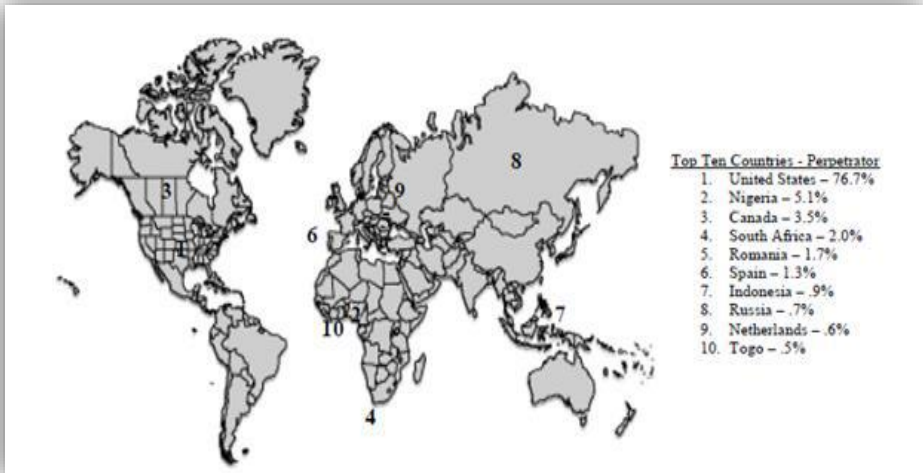 Top Ten Countries - Perpetrator
1. United States – 76.7%
2. Nigeria – 5.1%
3. Canada – 3.5%
4. South Africa – 2.0%
5. Romania – 1.7%
6. Spain – 1.3%
7. Indonesia – .9%
8. Russia – .7%
9. Netherlands – .6%
10. Togo – .5%
8
3
9
6
1
7
10
2
4